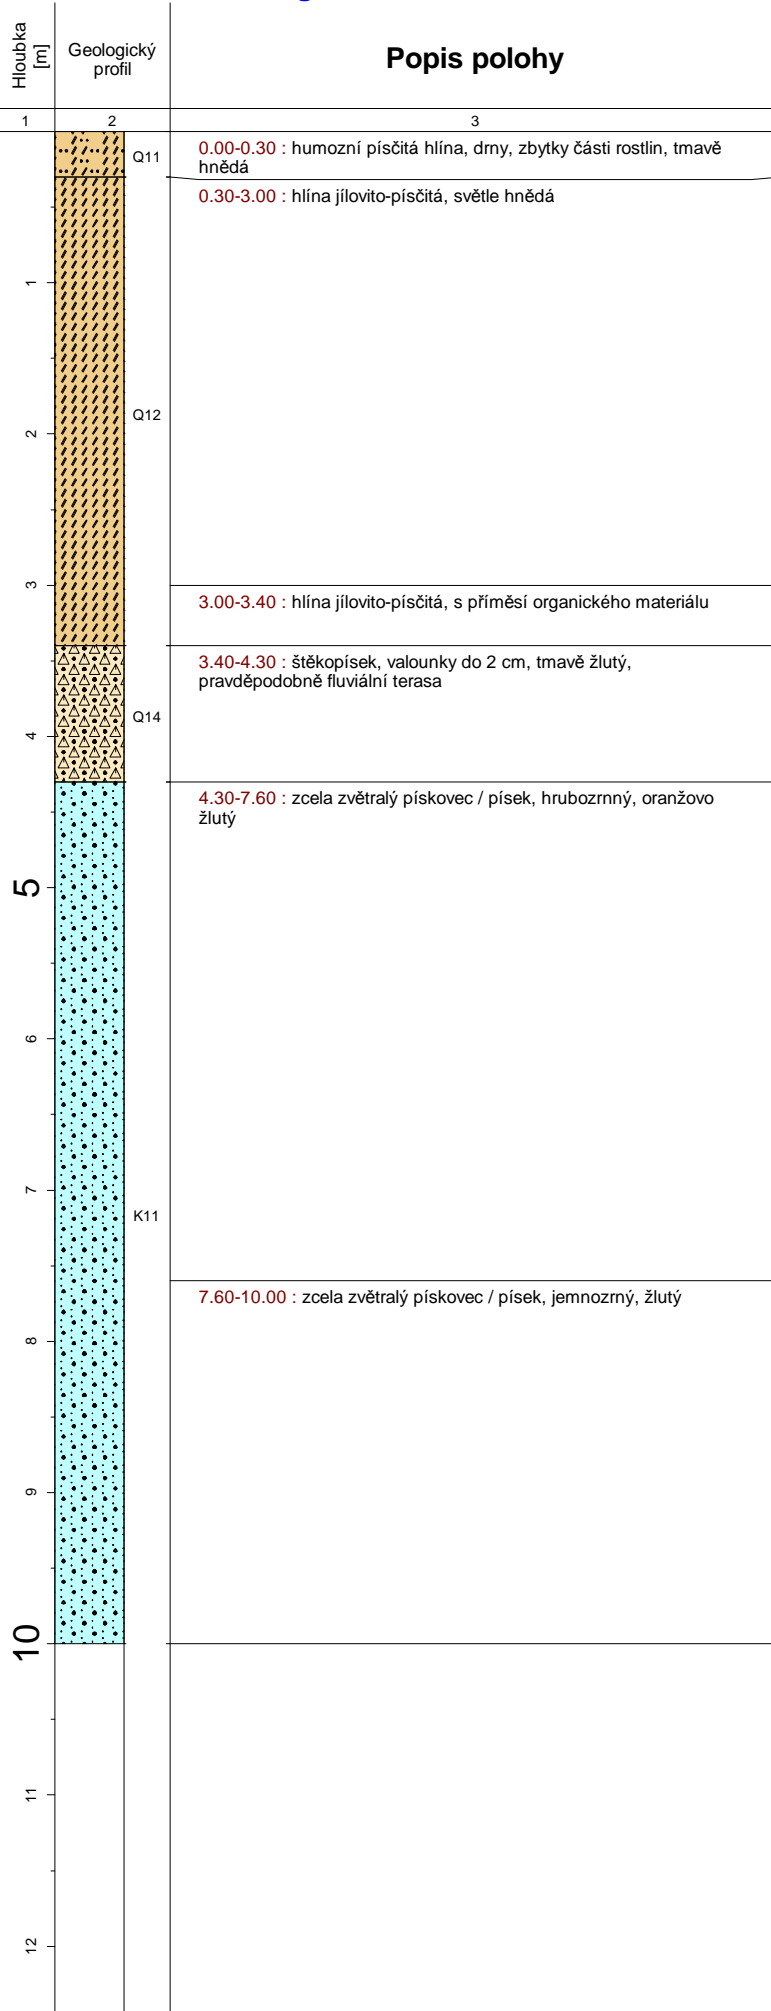 Hloubka
[m]
Geologický
profil
Popis polohy
1
2
3
Q11
0.00-0.30 : humozní písčitá hlína, drny, zbytky části rostlin, tmavě
hnědá
0.30-3.00 : hlína jílovito-písčitá, světle hnědá
1
Q12
2
3
3.00-3.40 : hlína jílovito-písčitá, s příměsí organického materiálu
3.40-4.30 : štěkopísek, valounky do 2 cm, tmavě žlutý,
pravděpodobně fluviální terasa
Q14
4
4.30-7.60 : zcela zvětralý pískovec / písek, hrubozrnný, oranžovo
žlutý
5
6
7
K11
7.60-10.00 : zcela zvětralý pískovec / písek, jemnozrný, žlutý
8
9
10
11
12